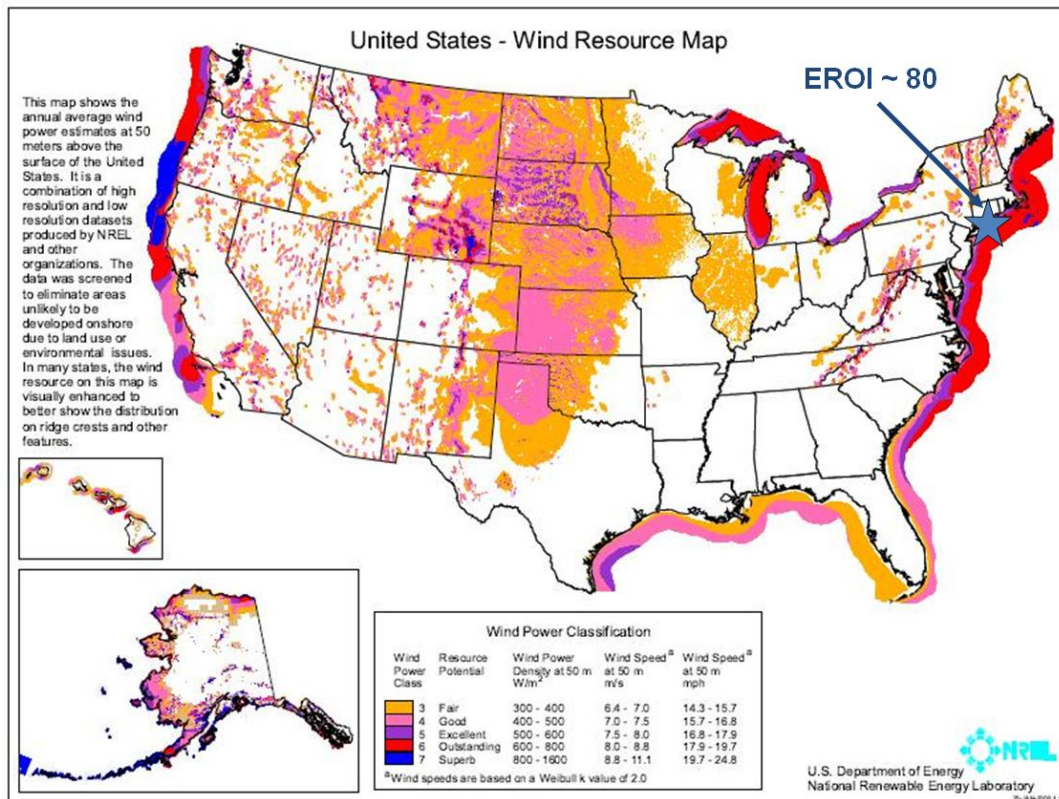 United States - Wind Resource Map
EROI ~ 80
This map shows the
annual average wind
power estimates at 50
meters above the
surface of the United
States. It is a
combination of high
resolution and low
resolution datasets
produced by NREL
and other
organizations. The
data was screened
to eliminate areas
unlikely to be
developed onshore
due to land use or
environmental issues.
In many states, the wind
resource on this map is
visually enhanced to
better show the distribution
on ridge crests and other
features.
Wind Power Classification
Wind Power Class Resource Potential Wind Power Density at 50 m W/m² Wind Speed a at 50 m m/s Wind Speed a at 50 m mph
3 Fair 300 - 400 6.4 - 7.0 14.3 - 15.7
4 Good 400 - 500 7.0 - 7.5 15.7 - 16.8
5 Excellent 500 - 600 7.5 - 8.0 16.8 - 17.9
6 Outstanding 600 - 800 8.0 - 8.8 17.9 - 19.7
7 Superb 800 - 1600 8.8 - 11.1 19.7 - 24.8
a Wind speeds are based on a Weibull k value of 2.0
NREL
U.S. Department of Energy
National Renewable Energy Laboratory